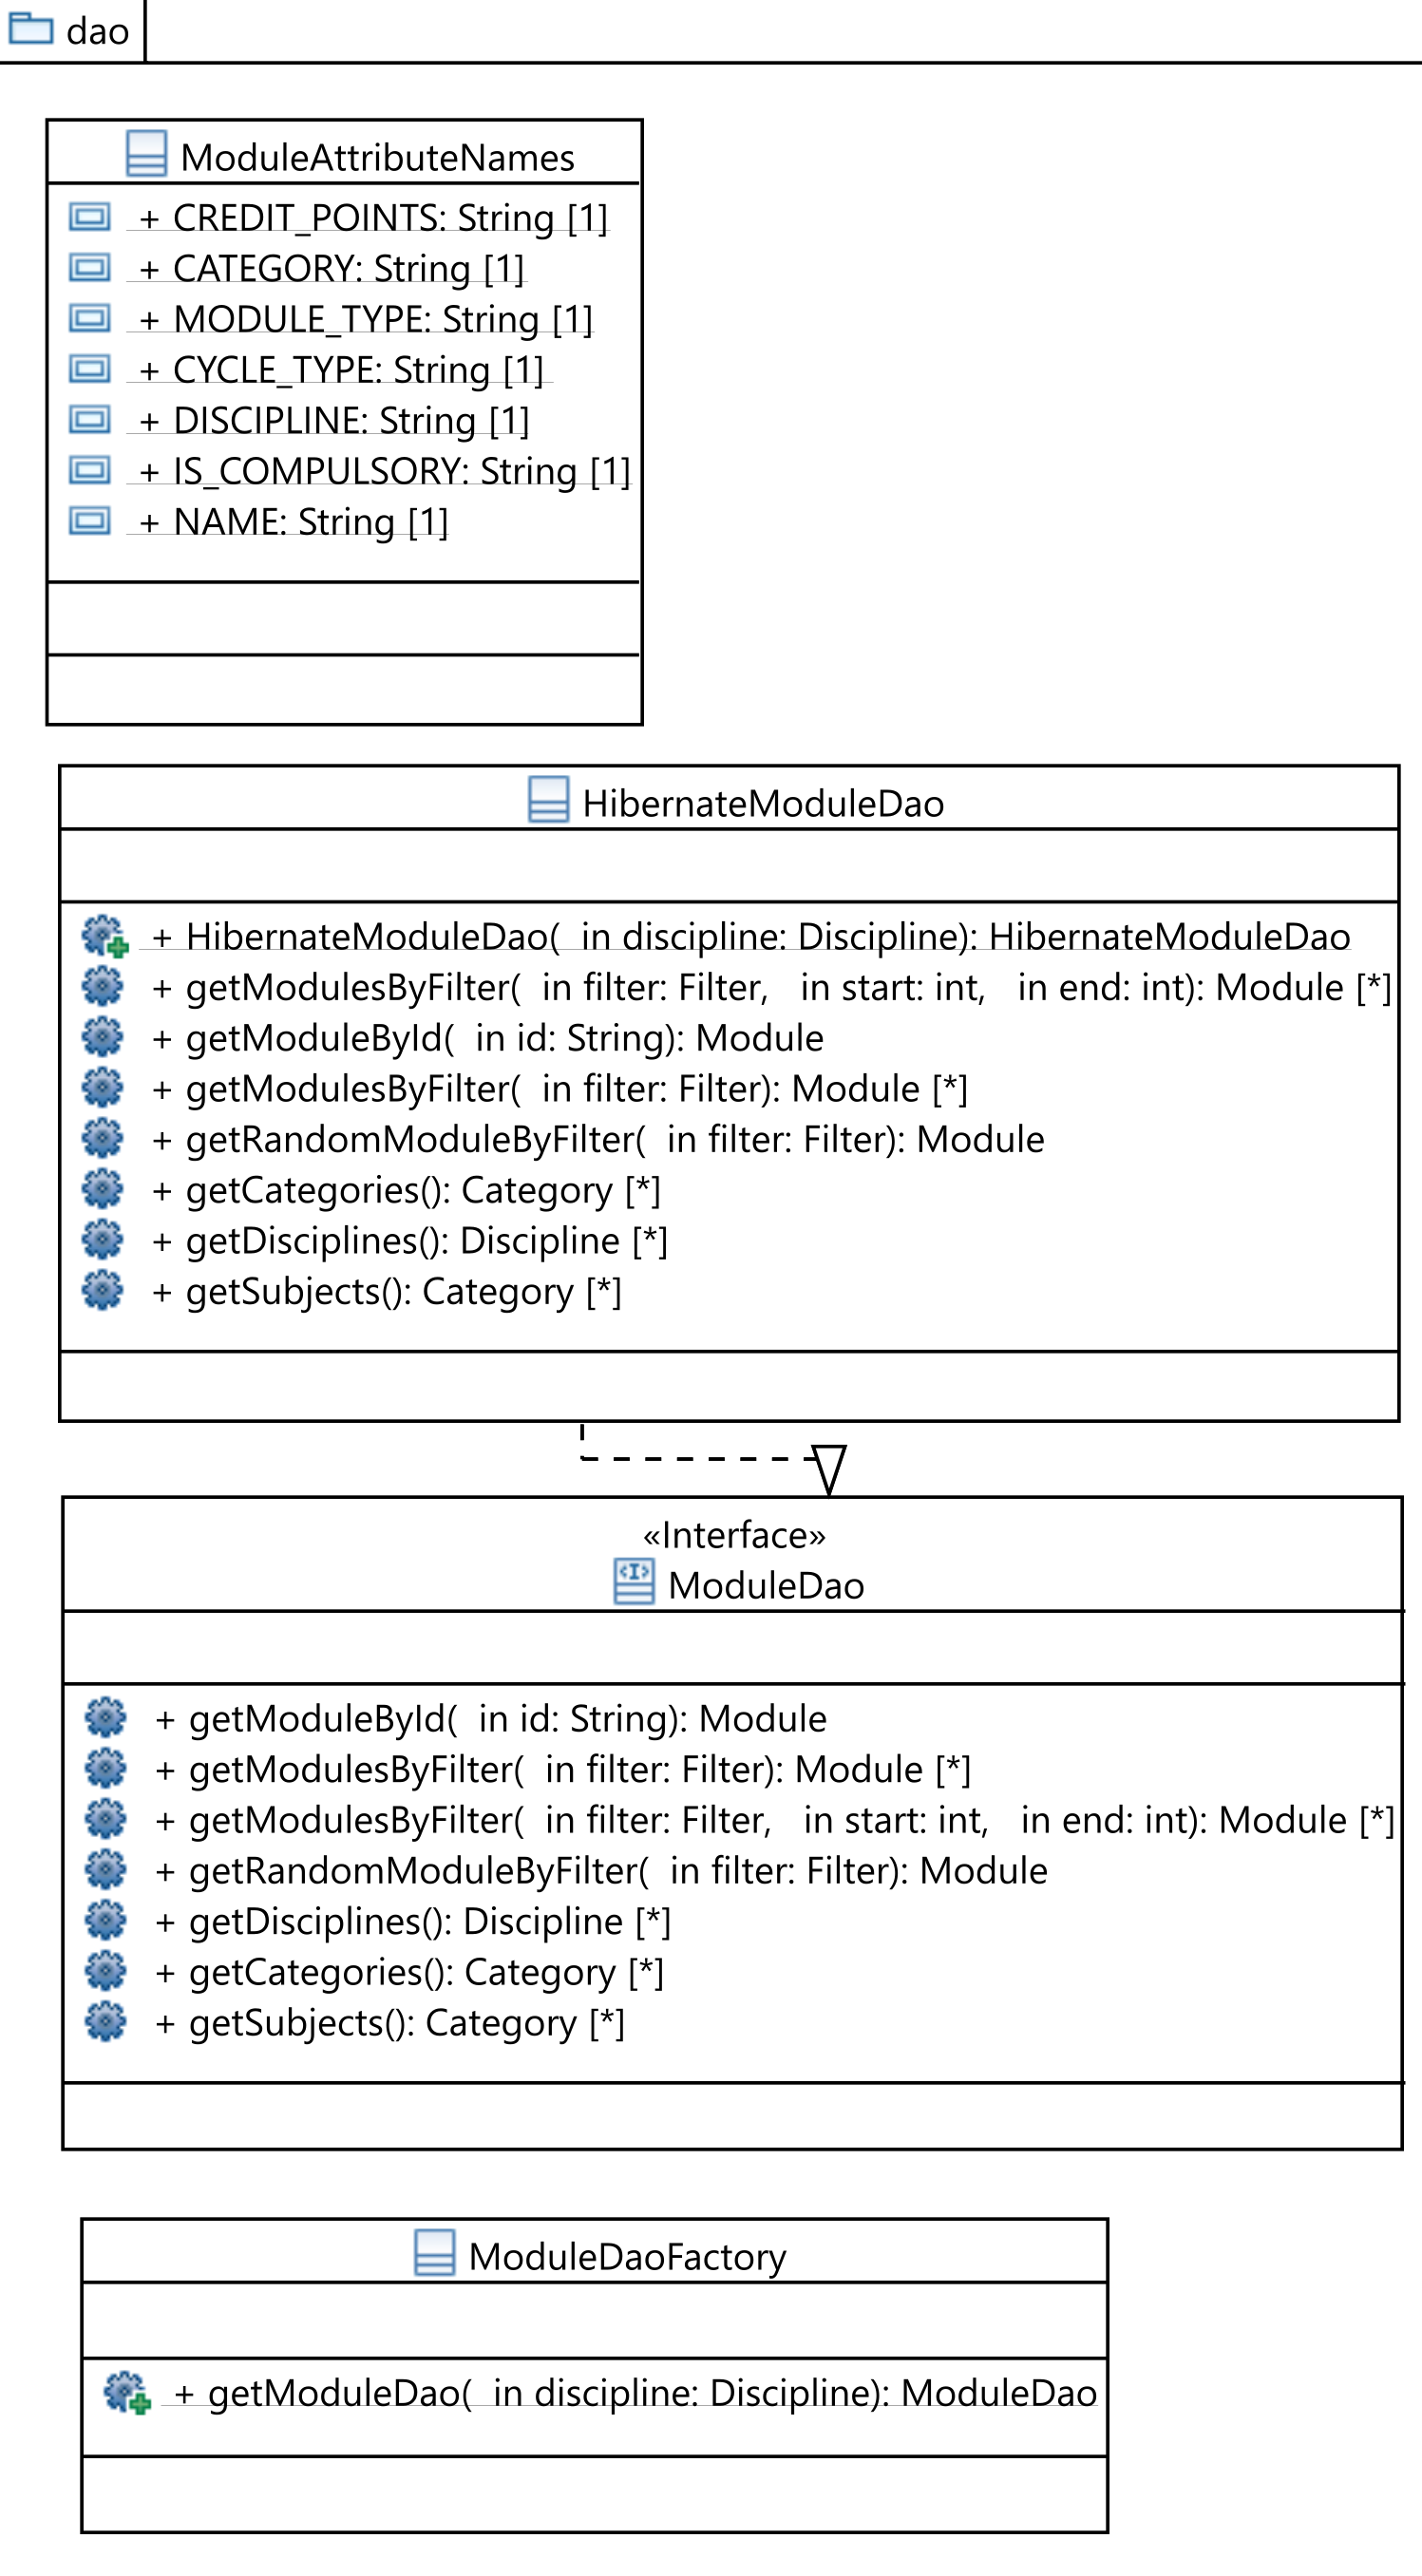 dao
ModuleAttributeNames
+ CREDIT_POINTS: String [1]
+ CATEGORY: String [1]
+ MODULE_TYPE: String [1]
+ CYCLE_TYPE: String [1]
+ DISCIPLINE: String [1]
+ IS_COMPULSORY: String [1]
+ NAME: String [1]
HibernateModuleDao
+ HibernateModuleDao(  in discipline: Discipline): HibernateModuleDao
+ getModulesByFilter(  in filter: Filter,   in start: int,   in end: int): Module [*]
+ getModuleById(  in id: String): Module
+ getModulesByFilter(  in filter: Filter): Module [*]
+ getRandomModuleByFilter(  in filter: Filter): Module
+ getCategories(): Category [*]
+ getDisciplines(): Discipline [*]
+ getSubjects(): Category [*]
«Interface»
<I> ModuleDao
+ getModuleById(  in id: String): Module
+ getModulesByFilter(  in filter: Filter): Module [*]
+ getModulesByFilter(  in filter: Filter,   in start: int,   in end: int): Module [*]
+ getRandomModuleByFilter(  in filter: Filter): Module
+ getDisciplines(): Discipline [*]
+ getCategories(): Category [*]
+ getSubjects(): Category [*]
ModuleDaoFactory
+ getModuleDao(  in discipline: Discipline): ModuleDao